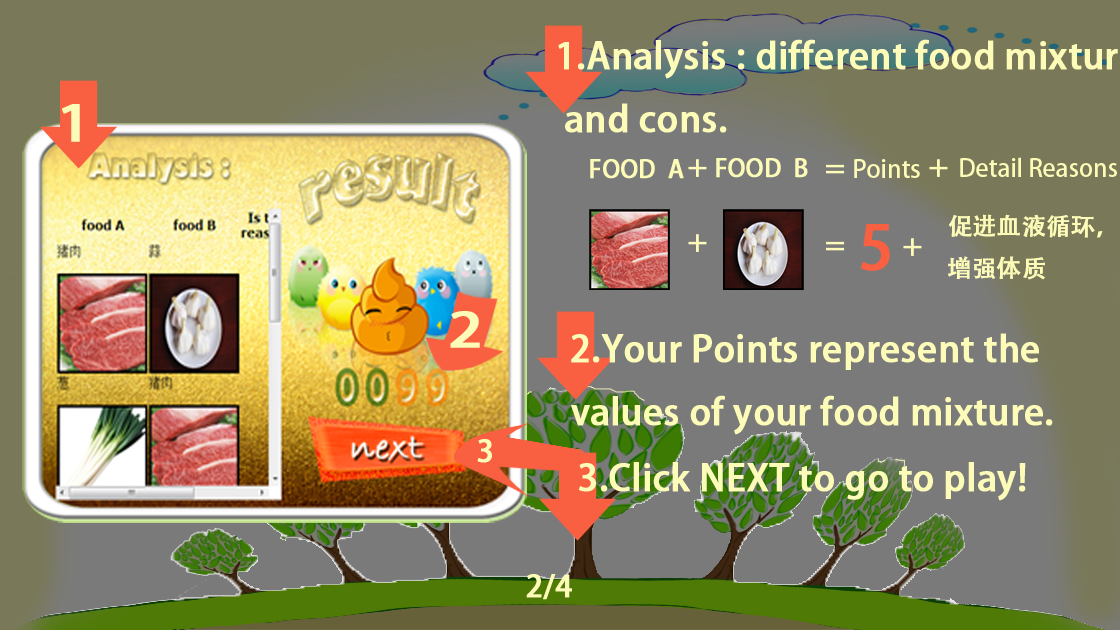 1
Analysis :
result
food A
food B
Is t
reas
猪肉
蒜
葱
猪肉
2
0099
next
3
1.Analysis : different food mixtur
and cons.
FOOD A + FOOD B = Points + Detail Reasons
+ = 5 + 促进血液循环,
增强体质
2.Your Points represent the
values of your food mixture.
3.Click NEXT to go to play!
2/4